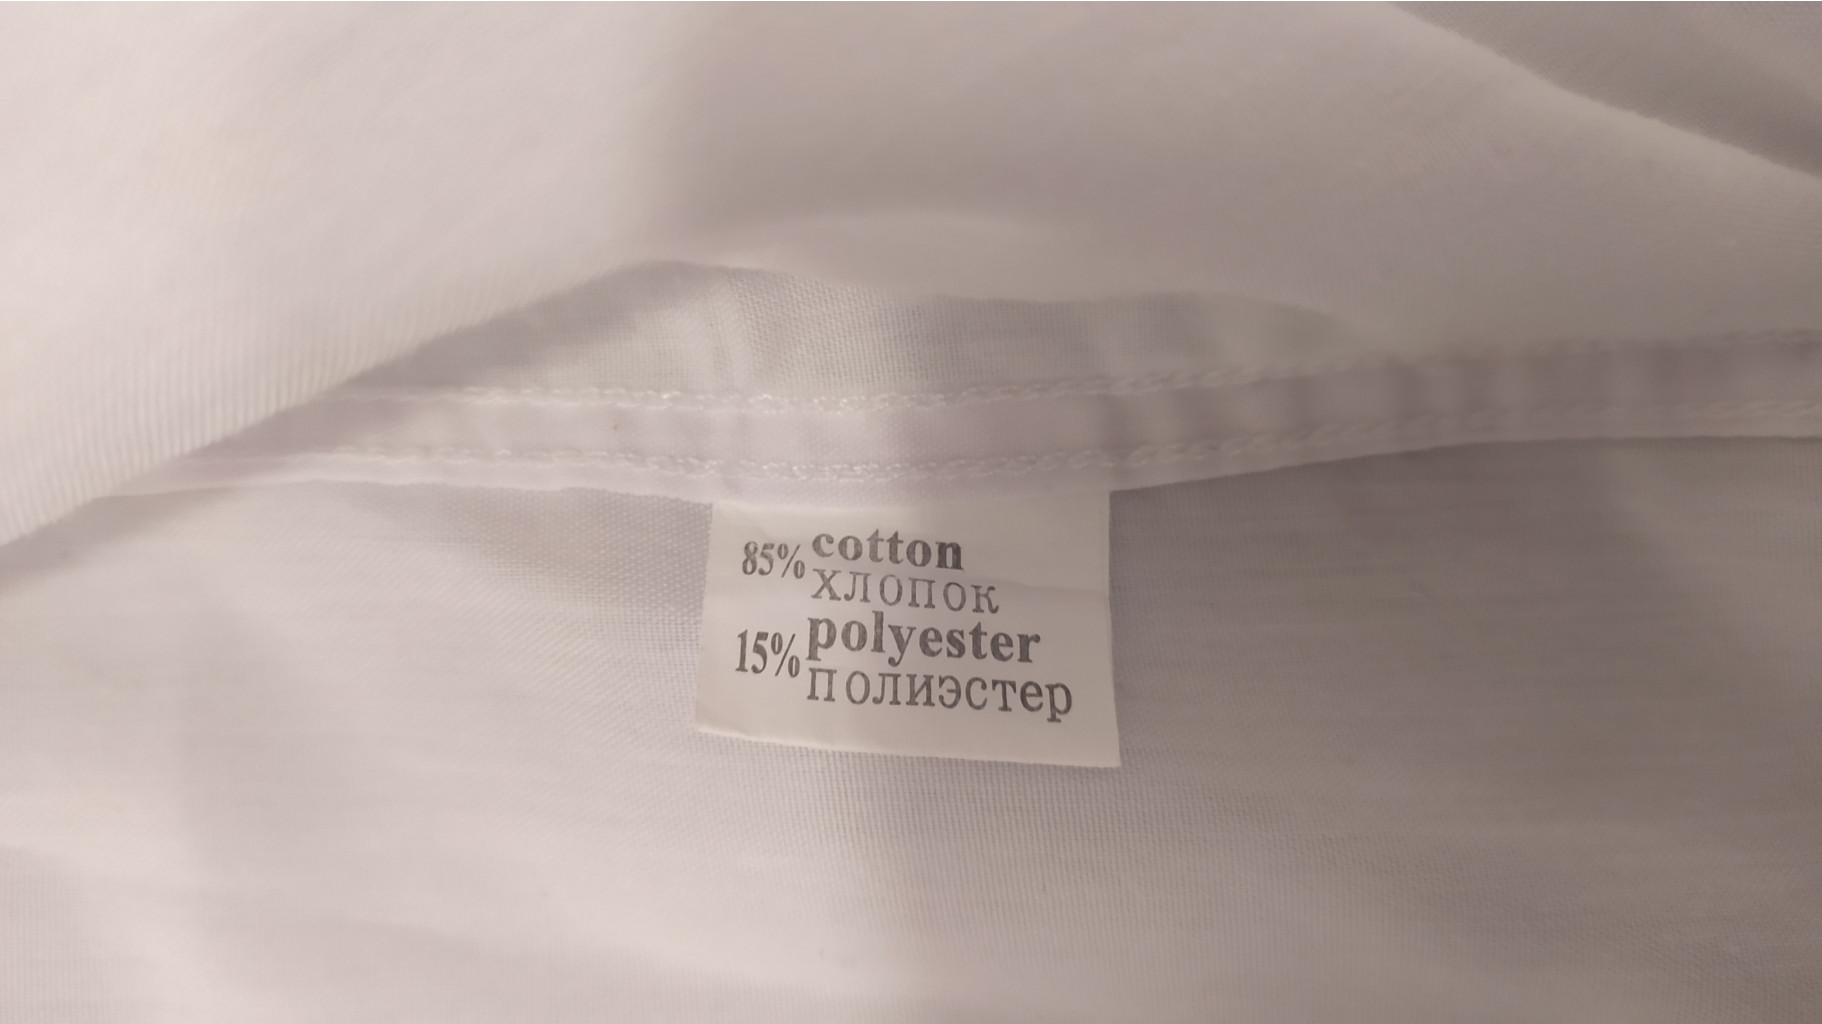 85% cotton
хлопок
15% polyester
полиэстер